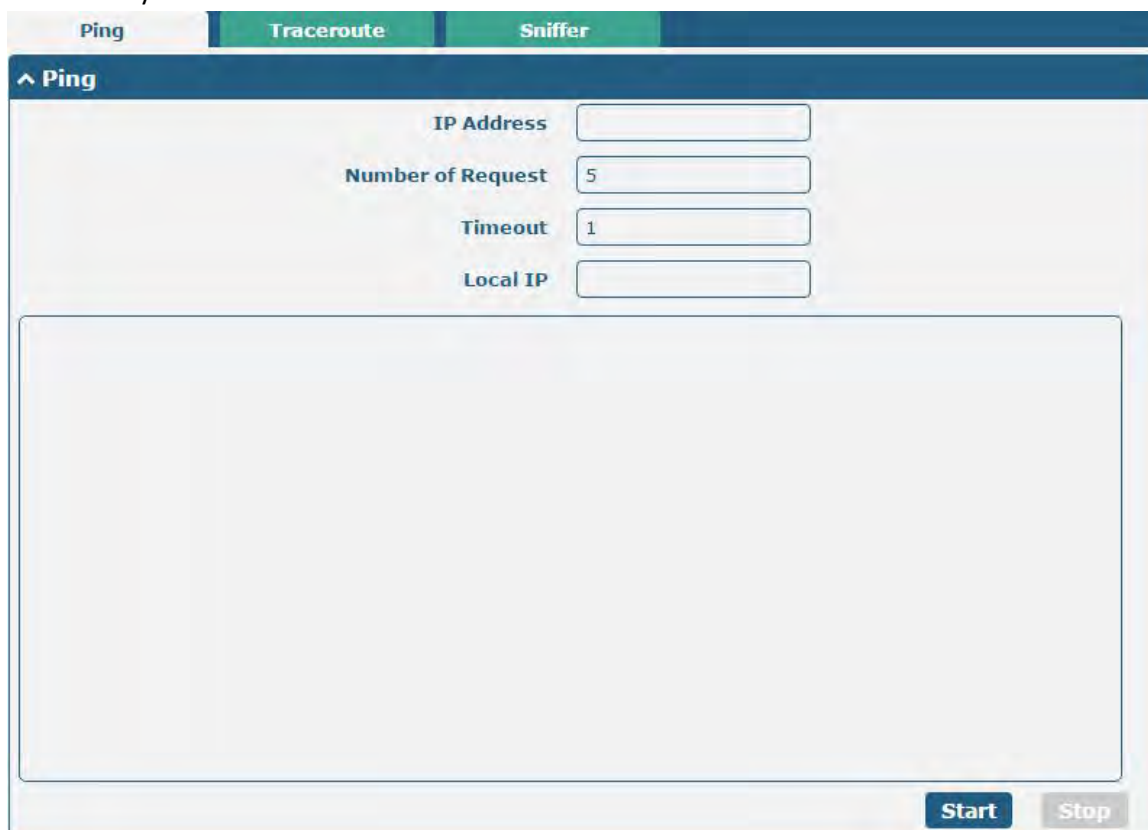 Ping Traceroute Sniffer
Ping
IP Address
Number of Request 5
Timeout 1
Local IP
Start Stop